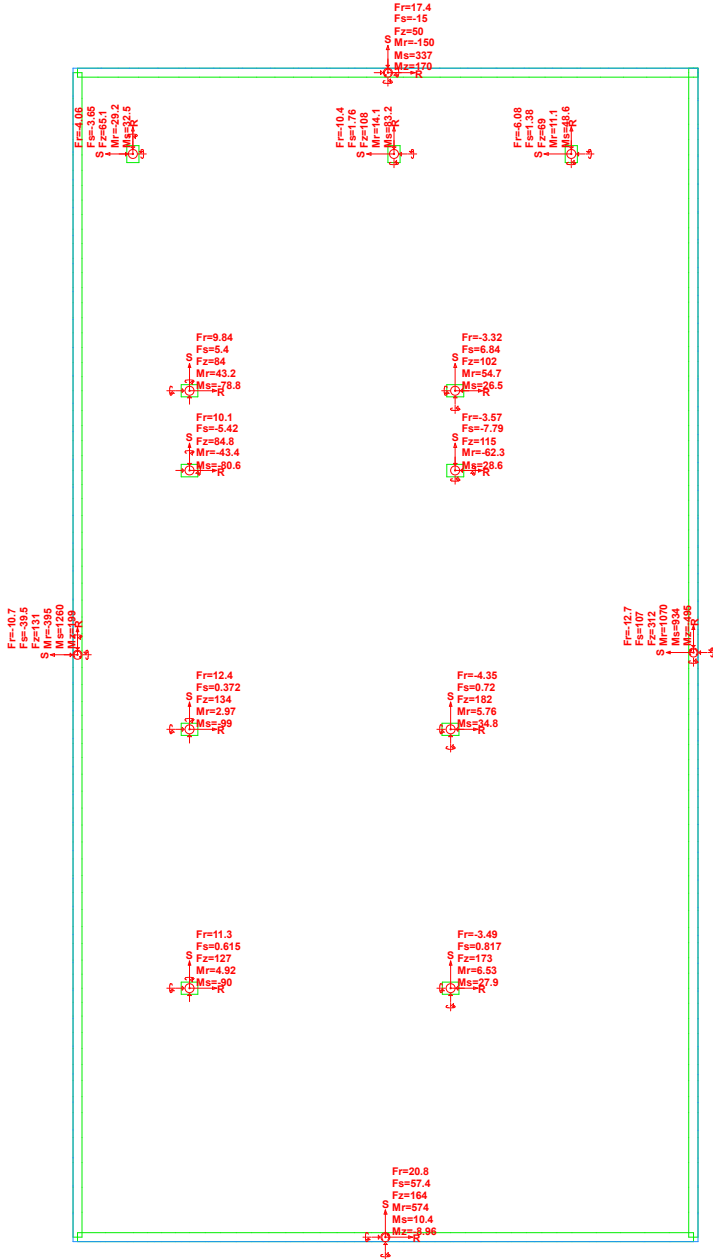 Fr=17.4
Fs=-15
Fz=50
S Mr=-150
Ms=337
Mz=170
R
Fr=-4.06
Fs=-3.65
Fz=65.1
Mr=-29.2
Ms=32.5
R
S
Fr=-10.4
Fs=1.76
Fz=108
Mr=14.1
Ms=83.2
R
S
Fr=-6.08
Fs=1.38
Fz=69
Mr=11.1
Ms=48.6
R
S
Fr=9.84
Fs=5.4
S Fz=84
Mr=43.2
Ms=-78.8
R
Fr=-3.32
Fs=6.84
S Fz=102
Mr=54.7
Ms=26.5
R
Fr=10.1
Fs=-5.42
S Fz=84.8
Mr=-43.4
Ms=-80.6
R
Fr=-3.57
Fs=-7.79
S Fz=115
Mr=-62.3
Ms=28.6
R
Fr=-10.7
Fs=-39.5
Fz=131
S Mr=-395
Ms=1260
Mz=199
R
Fr=-12.7
Fs=107
Fz=312
S Mr=1070
Ms=934
Mz=-495
R
Fr=12.4
Fs=0.372
S Fz=134
Mr=2.97
Ms=-99
R
Fr=-4.35
Fs=0.72
S Fz=182
Mr=5.76
Ms=34.8
R
Fr=11.3
Fs=0.615
S Fz=127
Mr=4.92
Ms=-90
R
Fr=-3.49
Fs=0.817
S Fz=173
Mr=6.53
Ms=27.9
R
Fr=20.8
Fs=57.4
Fz=164
S Mr=574
Ms=10.4
Mz=-8.96
R